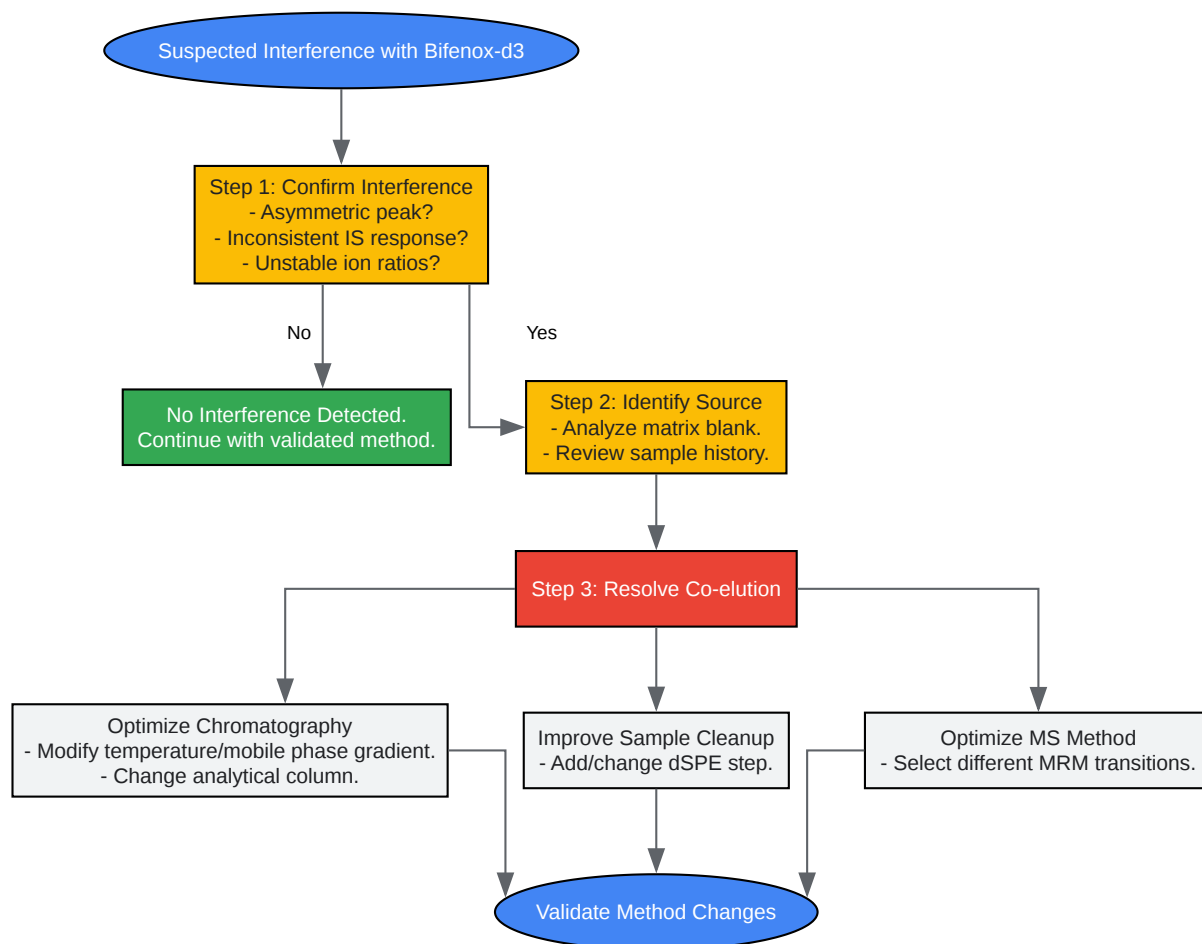 Suspected Interference with Bifenox-d3
Step 1: Confirm Interference
- Asymmetric peak?
- Inconsistent IS response?
- Unstable ion ratios?
No
Yes
No Interference Detected.
Continue with validated method.
Step 2: Identify Source
- Analyze matrix blank.
- Review sample history.
Step 3: Resolve Co-elution
Optimize Chromatography
- Modify temperature/mobile phase gradient.
- Change analytical column.
Improve Sample Cleanup
- Add/change dSPE step.
Optimize MS Method
- Select different MRM transitions.
Validate Method Changes